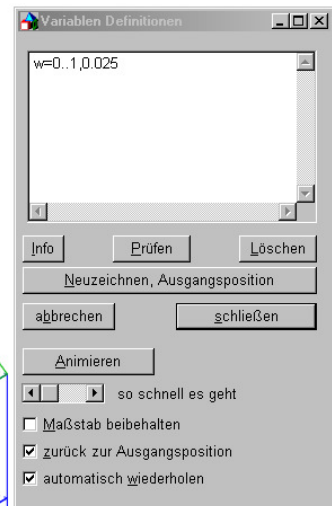 Variablen Definitionen
w=0..1,0.025
Info Prüfen Löschen
Neuzeichnen, Ausgangsposition
abbrechen schließen
Animieren
so schnell es geht
Maßstab beibehalten
zurück zur Ausgangsposition
automatisch wiederholen